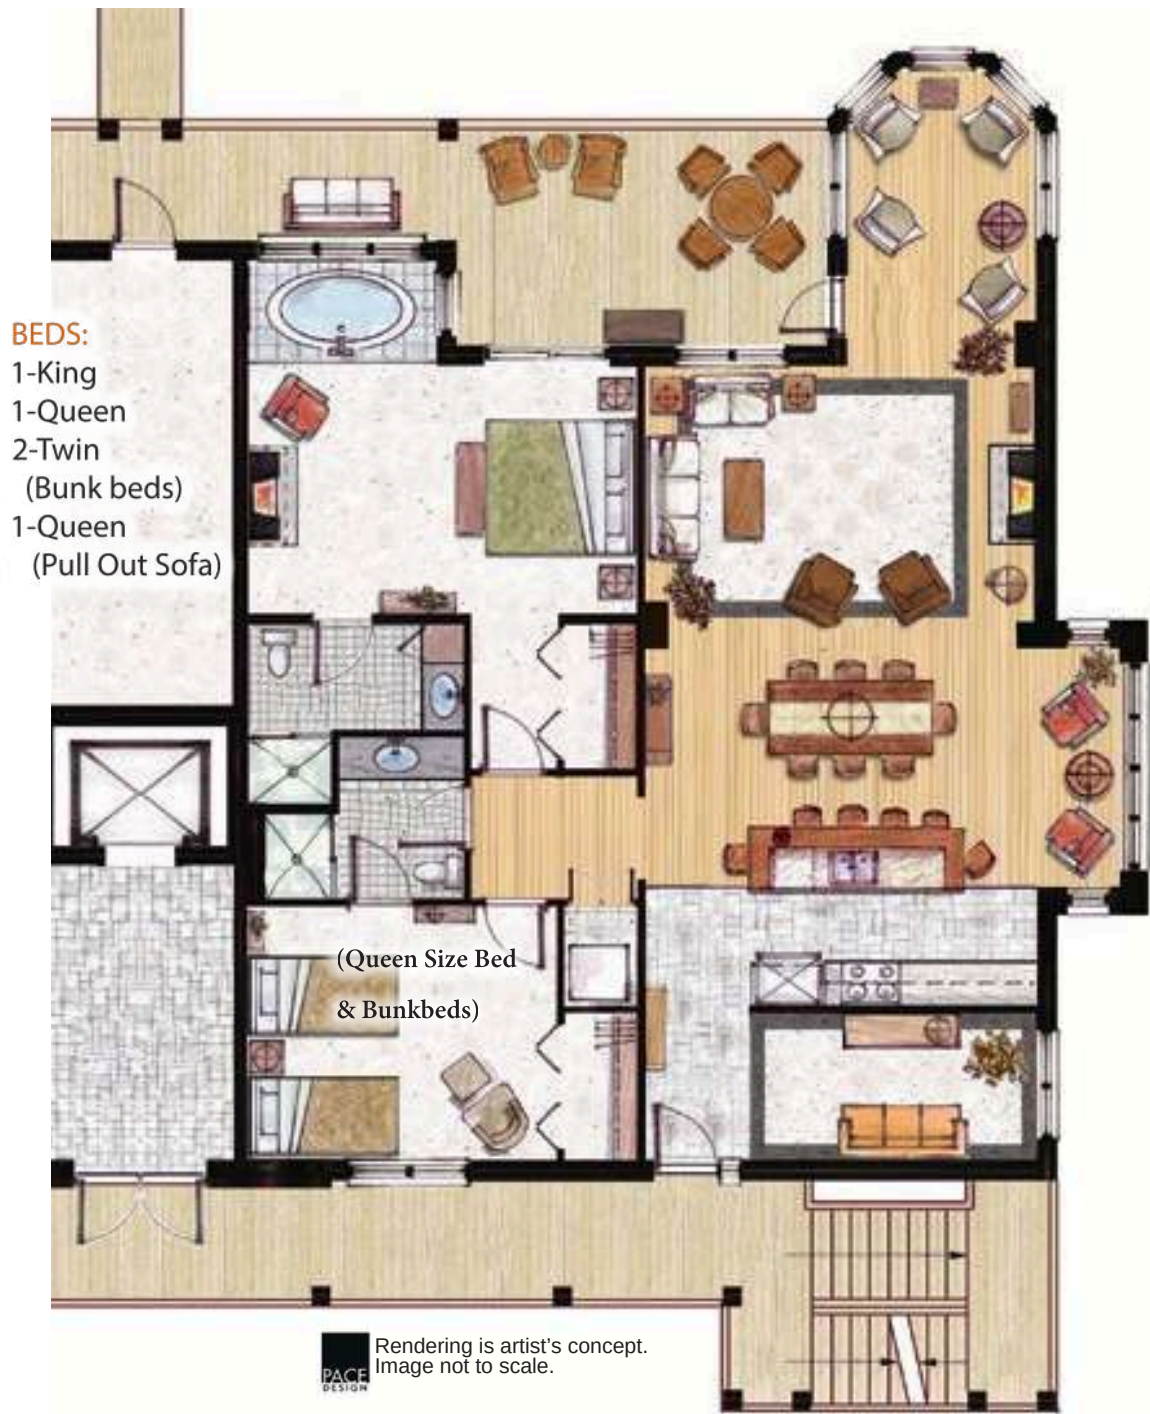 BEDS:
1-King
1-Queen
2-Twin
(Bunk beds)
1-Queen
(Pull Out Sofa)
(Queen Size Bed
& Bunkbeds)
PACE
DESIGN
Rendering is artist's concept.
Image not to scale.